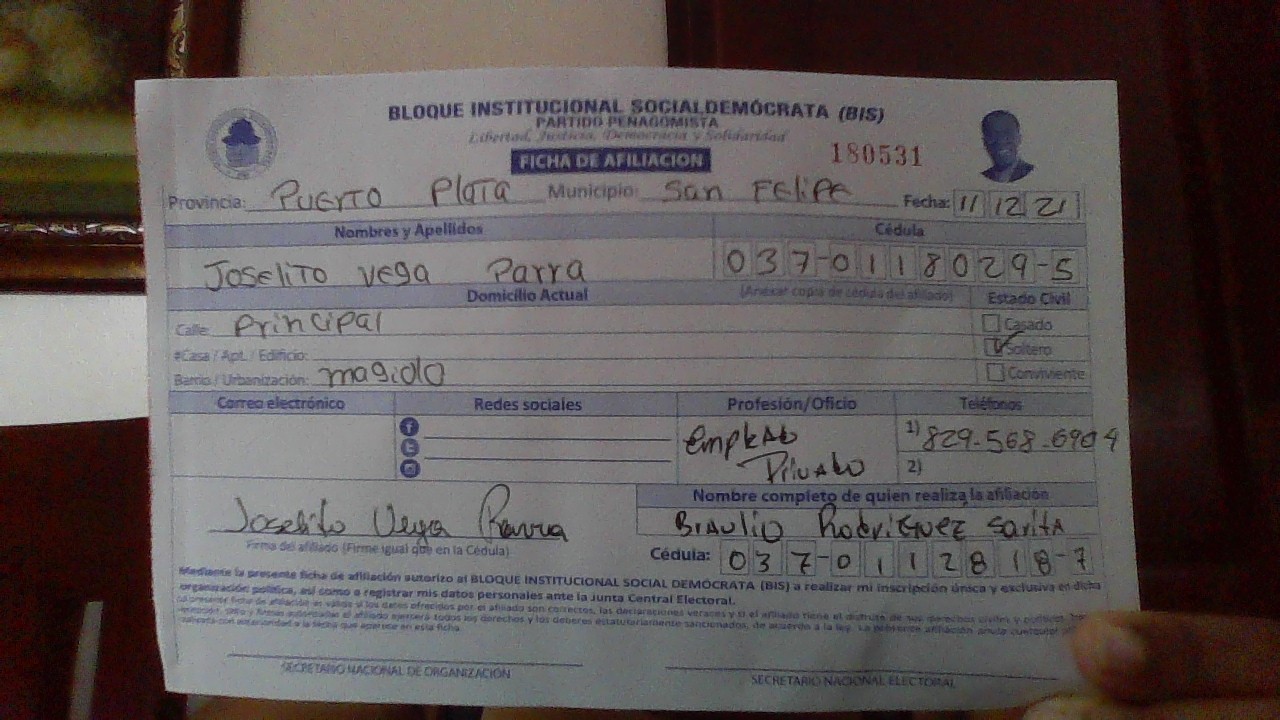 BLOQUE INSTITUCIONAL SOCIALDEMÓCRATA (BIS)
PARTIDO PEÑAGOMISTA
Libertad, Justicia, Democracia y Solidaridad
FICHA DE AFILIACION
180531
Provincia: Puerto Plata Municipio: San Felipe Fecha: 11 12 21
Nombres y Apellidos Cédula
Joselito Vega Parra 037-0118029-5
Domicilio Actual (Anexar copia de cédula del afiliado) Estado Civil
Calle: Principal Casado
#Casa / Apt. / Edificio: Soltero
Barrio / Urbanización: magiolo Conviviente
Correo electrónico Redes sociales Profesión/Oficio Teléfonos
Empleado Privado
1) 829-568-6904
2)
Joselito Vega Parra
Firma del afiliado (Firme igual que en la Cédula)
Nombre completo de quien realiza la afiliación
Braulio Rodriguez Sarita
Cédula: 037-0112818-7
Mediante la presente ficha de afiliación autorizo al BLOQUE INSTITUCIONAL SOCIAL DEMÓCRATA (BIS) a realizar mi inscripción única y exclusiva en dicha
organización política, así como a registrar mis datos personales ante la Junta Central Electoral.
SECRETARIO NACIONAL DE ORGANIZACIÓN
SECRETARIO NACIONAL ELECTORAL